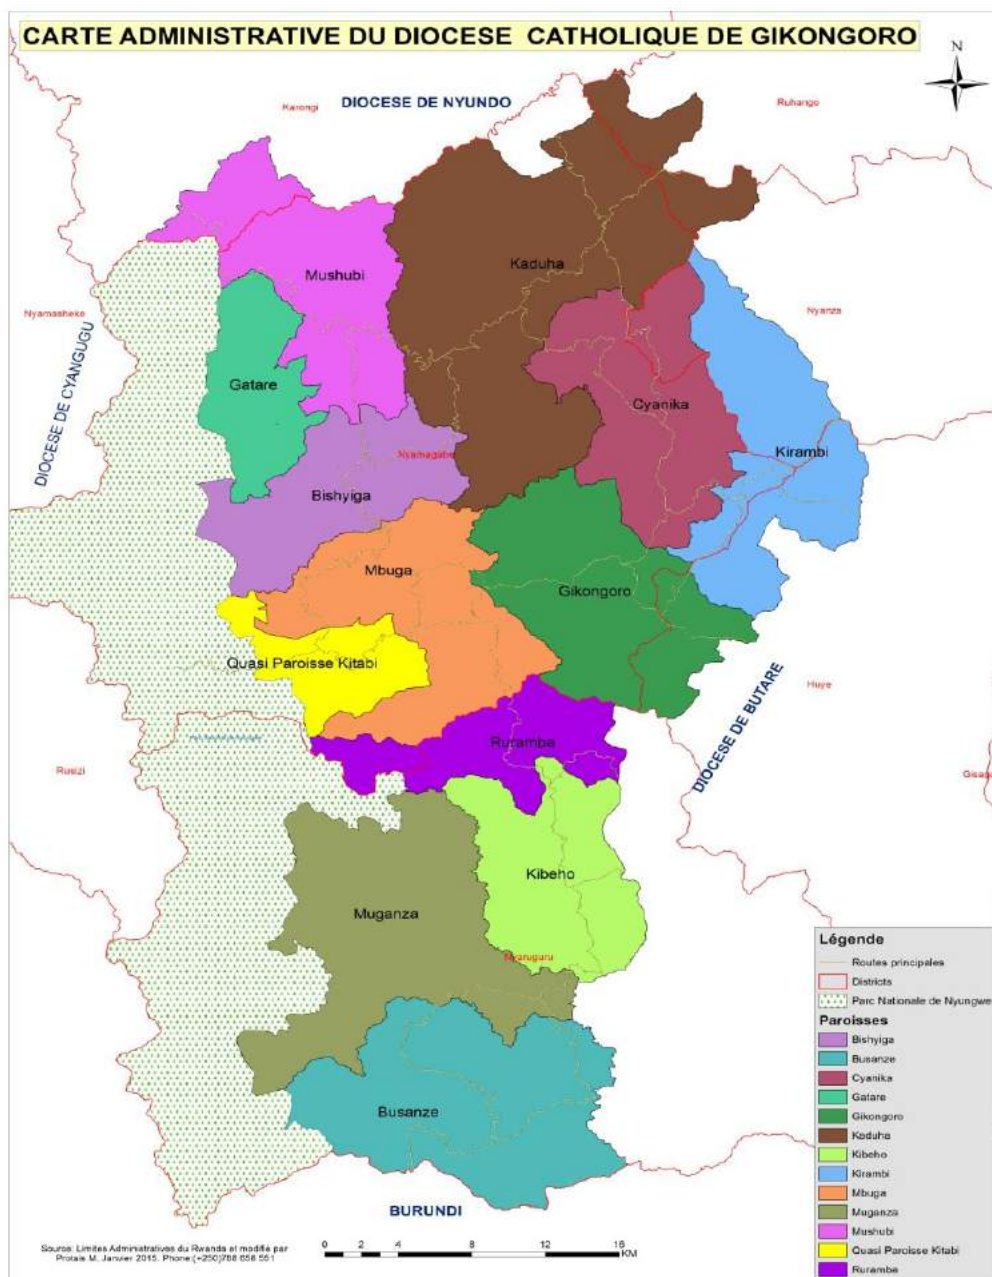 CARTE ADMINISTRATIVE DU DIOCESE CATHOLIQUE DE GIKONGORO
N
Karongi
DIOCESE DE NYUNDO
Ruhango
Mushubi
Kaduha
Nyamasheke
Nyanza
DIOCESE DE CYANGUGU
Gatare
Cyanika
Nyamagabe
Kirambi
Bishyiga
Mbuga
Gikongoro
Quasi Paroisse Kitabi
Huye
DIOCESE DE BUTARE
Rusizi
Ruramba
Kibeho
Muganza
Nyaruguru
Busanze
BURUNDI
Légende
Routes principales
Districts
Parc Nationale de Nyungwe
Paroisses
Bishyiga
Busanze
Cyanika
Gatare
Gikongoro
Kaduha
Kibeho
Kirambi
Mbuga
Muganza
Mushubi
Quasi Paroisse Kitabi
Ruramba
Source: Limites Administratives du Rwanda et modifié par
Protais M. Janvier 2015. Phone:(+250)788 658 551
0 2 4 8 12 16
KM